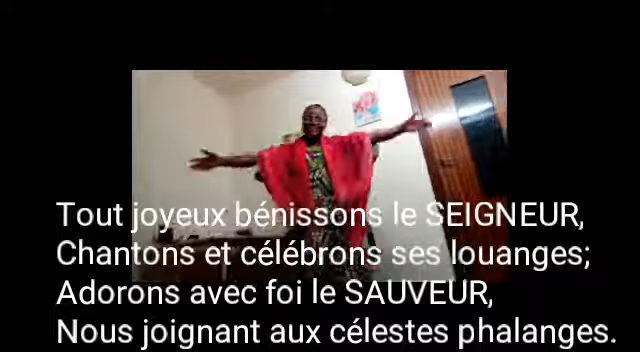 Tout joyeux bénissons le SEIGNEUR,
Chantons et célébrons ses louanges;
Adorons avec foi le SAUVEUR,
Nous joignant aux célestes phalanges.